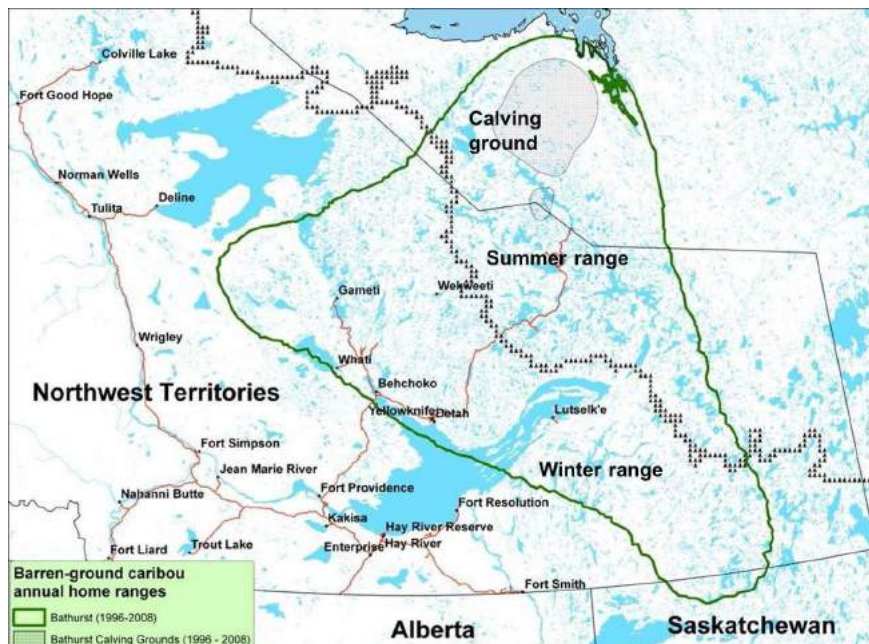 Colville Lake
Fort Good Hope
Calving
ground
Norman Wells
Deline
Tulita
Summer range
Gameti
Wekweeti
Wrigley
Whati
Northwest Territories
Behchoko
Yellowknife
Detah
Lutselk'e
Fort Simpson
Jean Marie River
Winter range
Nahanni Butte
Fort Providence
Fort Resolution
Kakisa
Hay River Reserve
Fort Liard
Trout Lake
Enterprise
Hay River
Fort Smith
Barren-ground caribou
annual home ranges
Bathurst (1996-2008)
Bathurst Calving Grounds (1996 - 2008)
Alberta
Saskatchewan